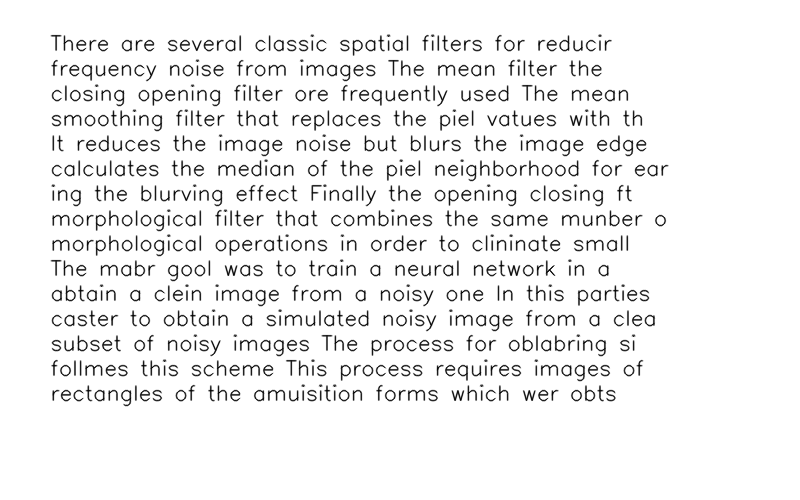 There are several classic spatial filters for reducir
frequency noise from images The mean filter the
closing opening filter ore frequently used The mean
smoothing filter that replaces the piel vatues with th
It reduces the image noise but blurs the image edge
calculates the median of the piel neighborhood for ear
ing the blurving effect Finally the opening closing ft
morphological filter that combines the same munber o
morphological operations in order to clininate small
The mabr gool was to train a neural network in a
abtain a clein image from a noisy one In this parties
caster to obtain a simulated noisy image from a clea
subset of noisy images The process for oblabring si
follmes this scheme This process requires images of
rectangles of the amuisition forms which wer obts